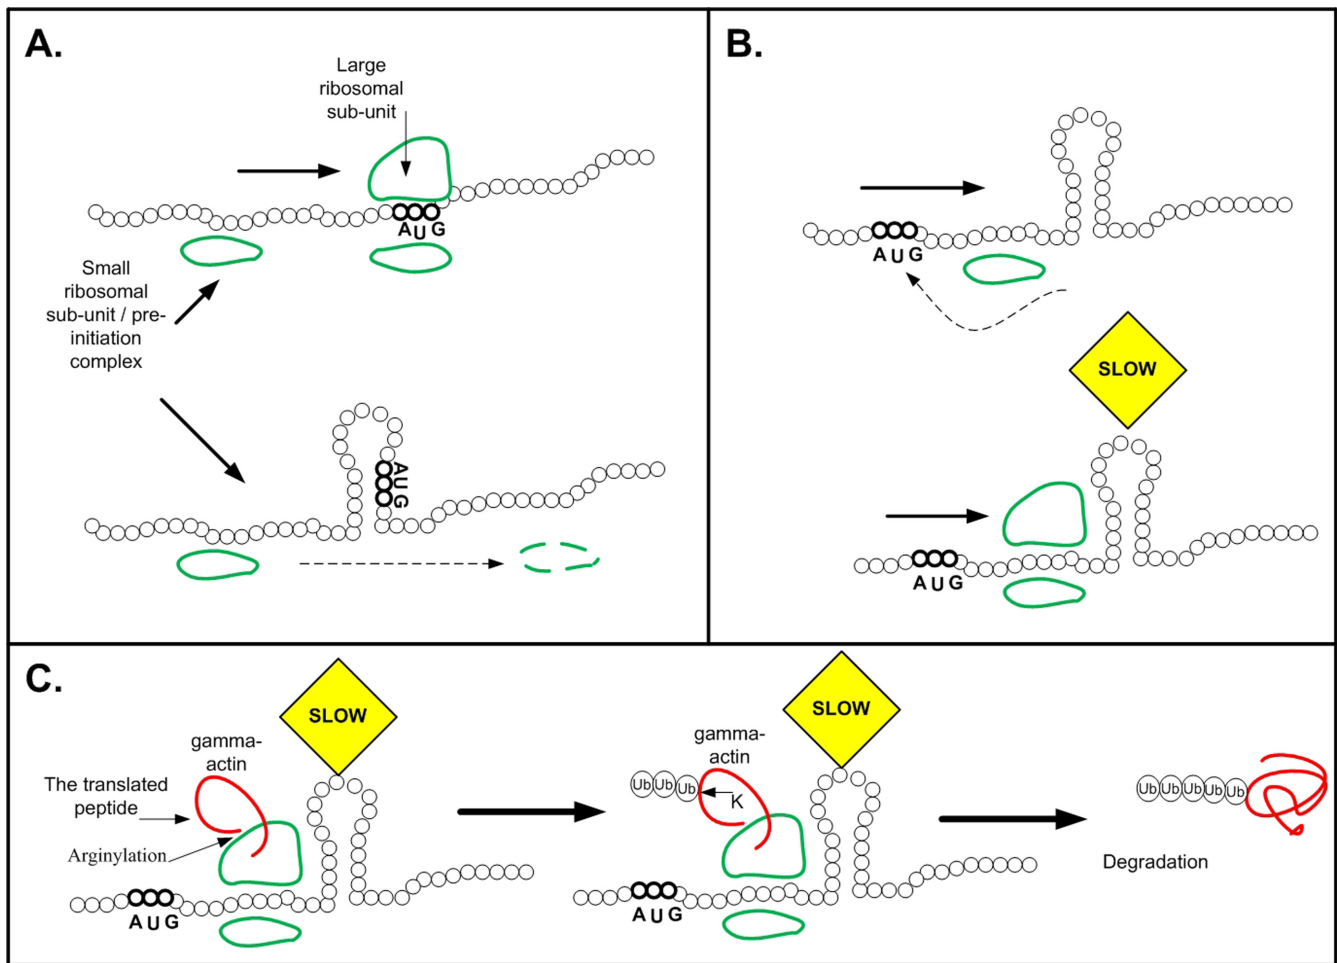 A.
Large
ribosomal
sub-unit
AUG
Small
ribosomal
sub-unit / pre-
initiation
complex
AUG
B.
AUG
SLOW
AUG
C.
SLOW
gamma-
actin
The translated
peptide
Arginylation
AUG
SLOW
gamma-
actin
Ub Ub Ub
K
AUG
Ub Ub Ub Ub Ub
Degradation